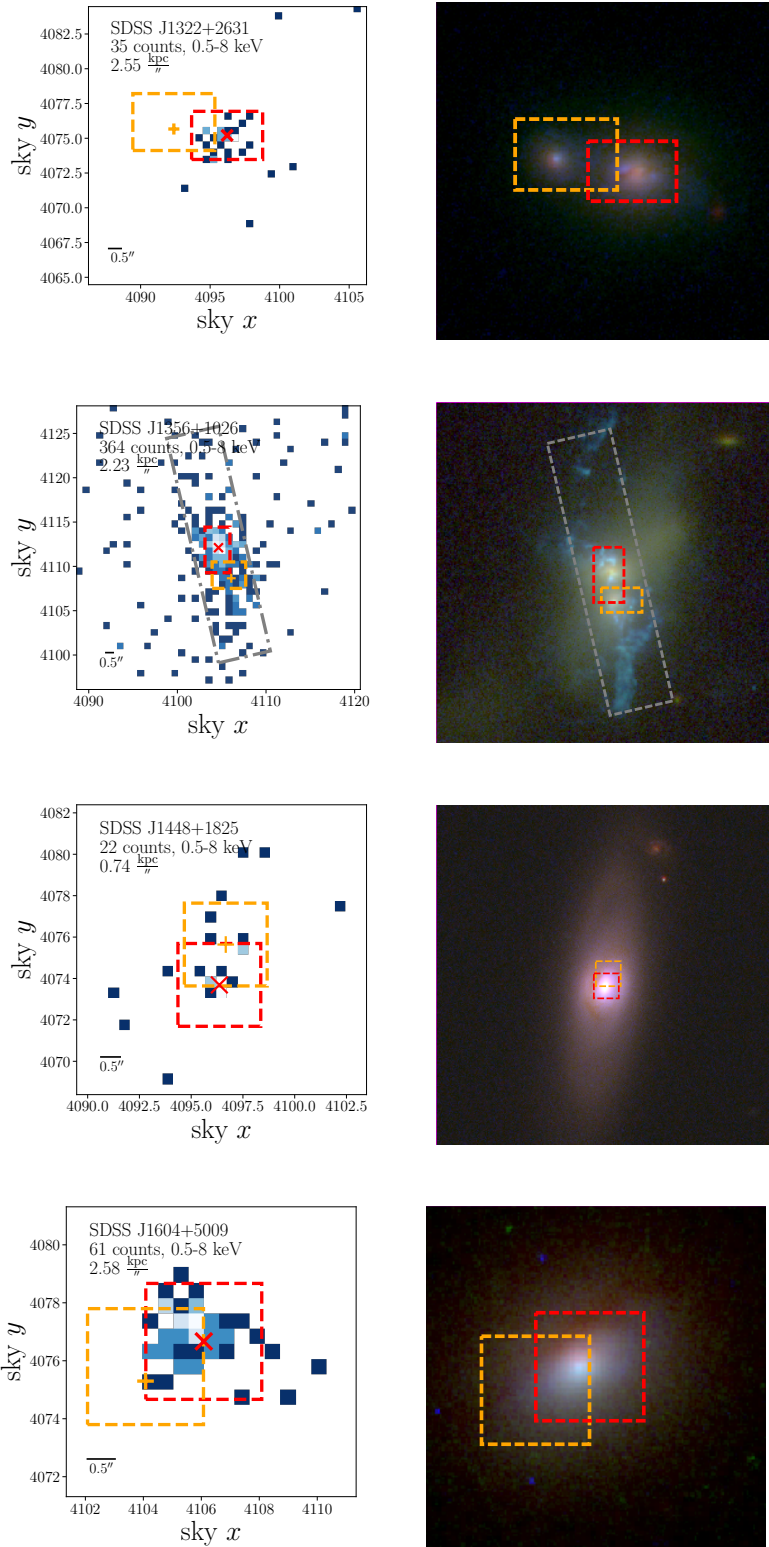 SDSS J1322+2631
35 counts, 0.5-8 keV
2.55 kpc/″
4082.5
4080.0
4077.5
4075.0
4072.5
4070.0
4067.5
4065.0
sky y
0.5″
4090
4095
4100
4105
sky x
SDSS J1356+1026
364 counts, 0.5-8 keV
2.23 kpc/″
4125
4120
4115
4110
4105
4100
sky y
0.5″
4090
4100
4110
4120
sky x
SDSS J1448+1825
22 counts, 0.5-8 keV
0.74 kpc/″
4082
4080
4078
4076
4074
4072
4070
sky y
0.5″
4090.0
4092.5
4095.0
4097.5
4100.0
4102.5
sky x
SDSS J1604+5009
61 counts, 0.5-8 keV
2.58 kpc/″
4080
4078
4076
4074
4072
sky y
0.5″
4102
4104
4106
4108
4110
sky x